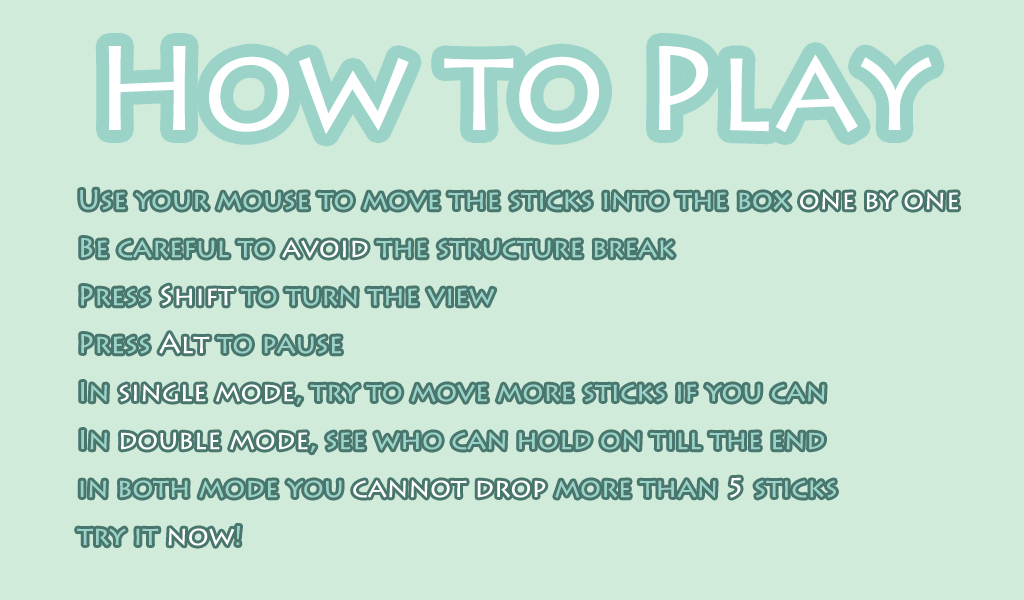 How to Play
Use your mouse to move the sticks into the box one by one
Be careful to avoid the structure break
Press Shift to turn the view
Press Alt to pause
In single mode, try to move more sticks if you can
In double mode, see who can hold on till the end
in both mode you cannot drop more than 5 sticks
try it now!